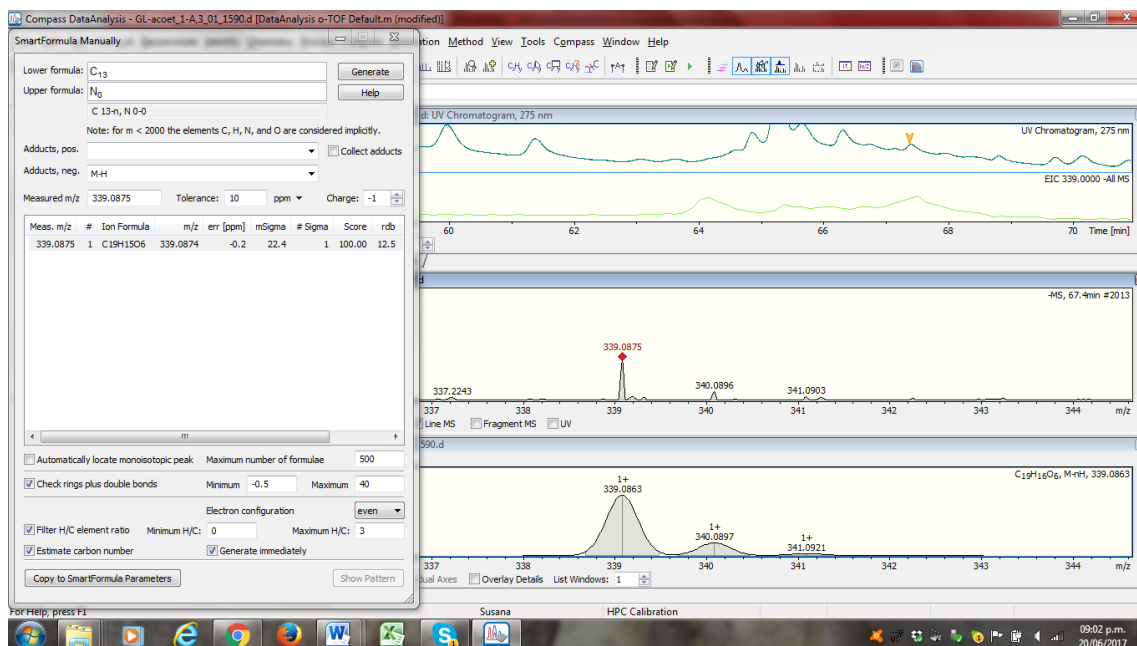 Compass DataAnalysis - GL-acoet_1-A,3_01_1590.d [DataAnalysis o-TOF Default.m (modified)]
SmartFormula Manually
Method View Tools Compass Window Help
Lower formula: C13
Generate
Upper formula: N0
Help
C 13-n, N 0-0
Note: for m < 2000 the elements C, H, N, and O are considered implicitly.
Adducts, pos.
Collect adducts
Adducts, neg. M-H
Measured m/z 339.0875 Tolerance: 10 ppm Charge: -1
Meas. m/z # Ion Formula m/z err [ppm] mSigma # Sigma Score rdb
339.0875 1 C19H15O6 339.0874 -0.2 22.4 1 100.00 12.5
Automatically locate monoisotopic peak Maximum number of formulae 500
Check rings plus double bonds Minimum -0.5 Maximum 40
Electron configuration even
Filter H/C element ratio Minimum H/C: 0 Maximum H/C: 3
Estimate carbon number Generate immediately
Copy to SmartFormula Parameters
Show Pattern
d: UV Chromatogram, 275 nm
UV Chromatogram, 275 nm
EIC 339.0000 -All MS
60 62 64 66 68 70 Time [min]
-MS, 67.4min #2013
339.0875
337.2243
340.0896
341.0903
337 338 339 340 341 342 343 344 m/z
Line MS Fragment MS UV
590.d
C19H16O6, M-nH, 339.0863
1+
339.0863
1+
340.0897
1+
341.0921
337 338 339 340 341 342 343 344 m/z
dual Axes Overlay Details List Windows: 1
For Help, press F1
Susana
HPC Calibration
09:02 p.m.
20/06/2017